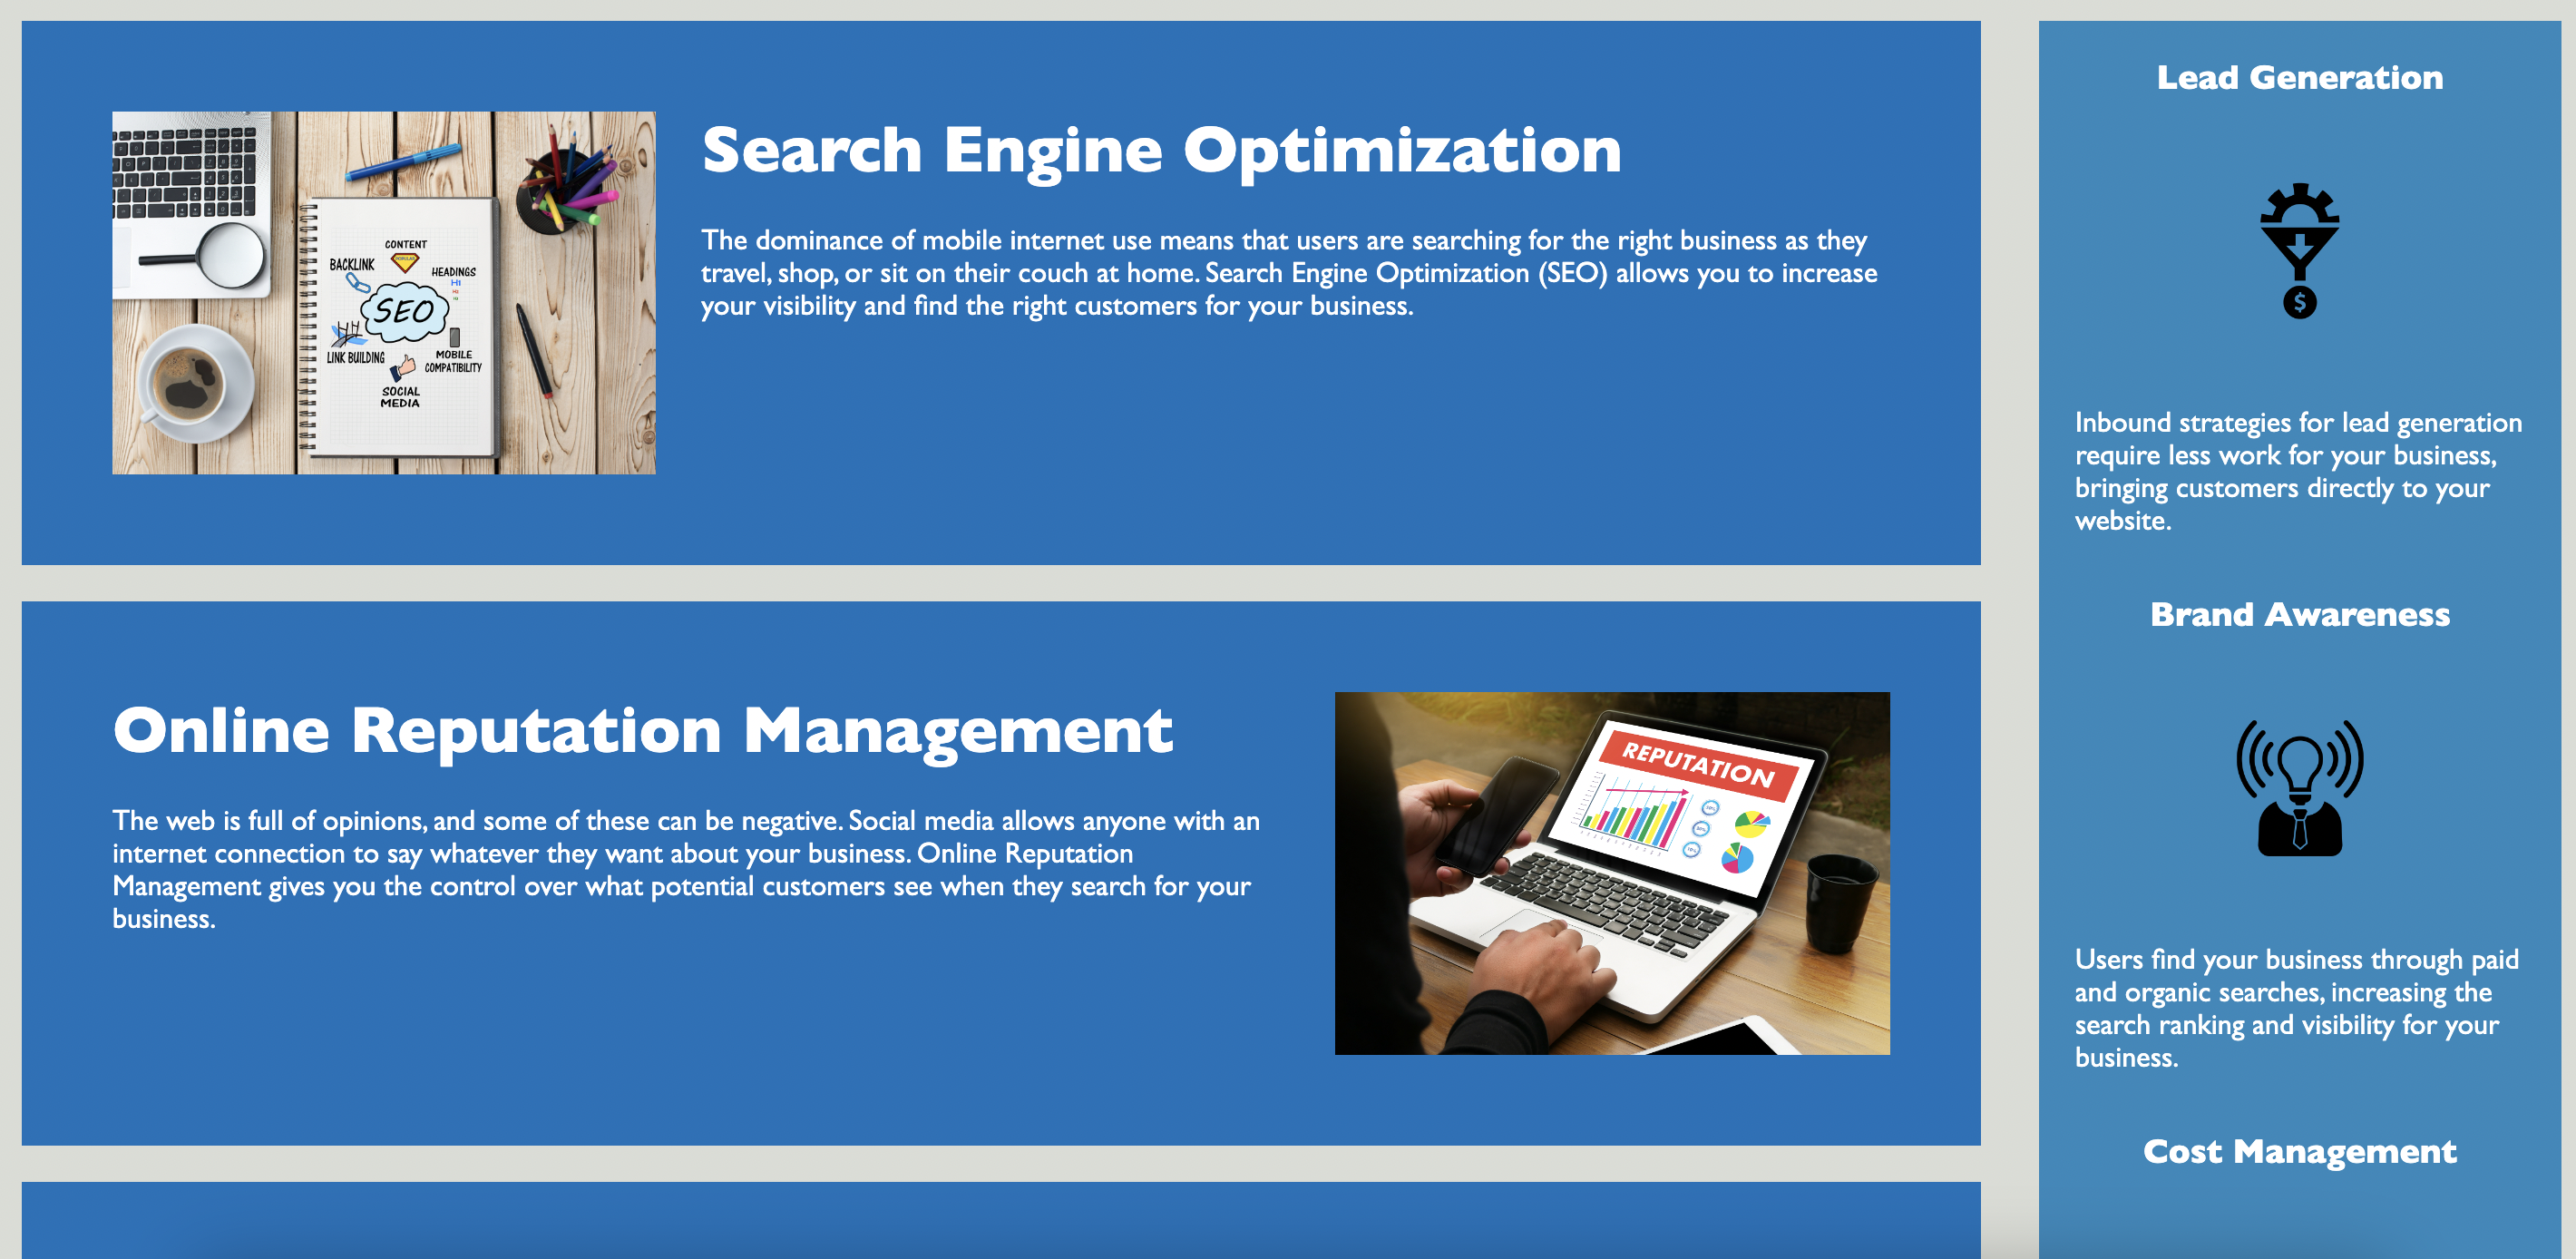 Search Engine Optimization
The dominance of mobile internet use means that users are searching for the right business as they
travel, shop, or sit on their couch at home. Search Engine Optimization (SEO) allows you to increase
your visibility and find the right customers for your business.
CONTENT
BACKLINK
HEADINGS
H1
SEO
LINK BUILDING
MOBILE
COMPATIBILITY
SOCIAL
MEDIA
Online Reputation Management
The web is full of opinions, and some of these can be negative. Social media allows anyone with an
internet connection to say whatever they want about your business. Online Reputation
Management gives you the control over what potential customers see when they search for your
business.
REPUTATION
Lead Generation
$
Inbound strategies for lead generation
require less work for your business,
bringing customers directly to your
website.
Brand Awareness
Users find your business through paid
and organic searches, increasing the
search ranking and visibility for your
business.
Cost Management